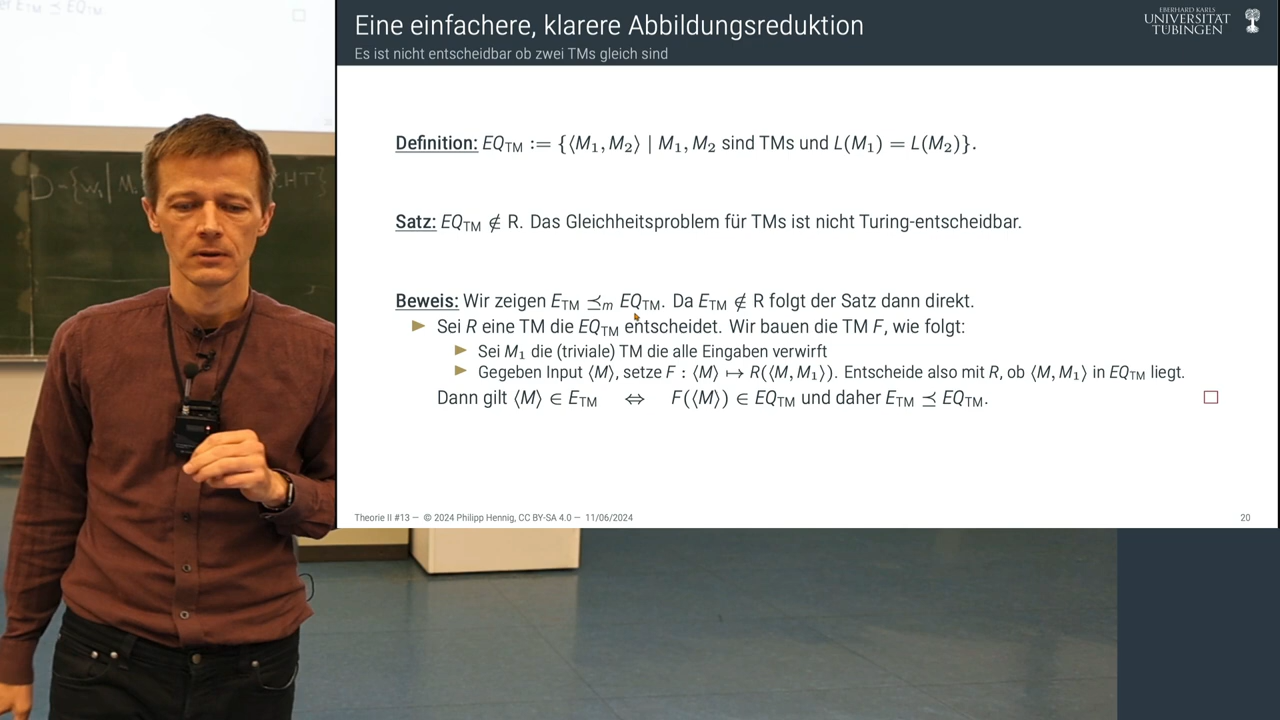 Eine einfachere, klarere Abbildungsreduktion
Es ist nicht entscheidbar ob zwei TMs gleich sind
EBERHARD KARLS
UNIVERSITÄT
TÜBINGEN
D={w_i | M
CHT}
Definition: EQ_TM := {⟨M₁, M₂⟩ | M₁, M₂ sind TMs und L(M₁) = L(M₂)}.
Satz: EQ_TM ∉ R. Das Gleichheitsproblem für TMs ist nicht Turing-entscheidbar.
Beweis: Wir zeigen E_TM ⪯_m EQ_TM. Da E_TM ∉ R folgt der Satz dann direkt.
▶ Sei R eine TM die EQ_TM entscheidet. Wir bauen die TM F, wie folgt:
▶ Sei M₁ die (triviale) TM die alle Eingaben verwirft
▶ Gegeben Input ⟨M⟩, setze F : ⟨M⟩ ↦ R(⟨M, M₁⟩). Entscheide also mit R, ob ⟨M, M₁⟩ in EQ_TM liegt.
Dann gilt ⟨M⟩ ∈ E_TM ⇔ F(⟨M⟩) ∈ EQ_TM und daher E_TM ⪯ EQ_TM. □
Theorie II #13 — © 2024 Philipp Hennig, CC BY-SA 4.0 — 11/06/2024
20